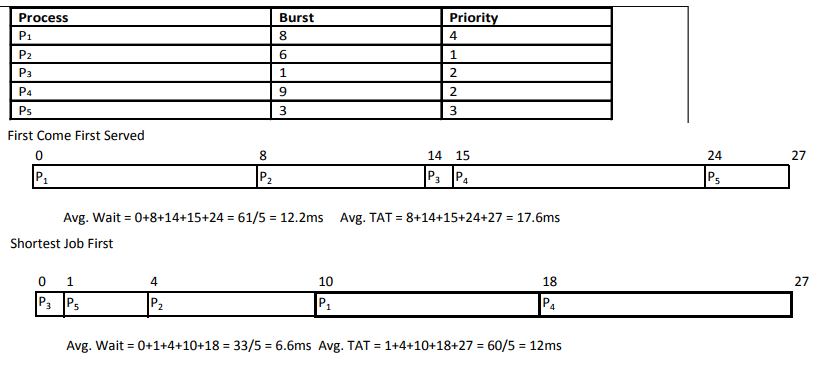 Process Burst Priority
P1 8 4
P2 6 1
P3 1 2
P4 9 2
P5 3 3
First Come First Served
0 8 14 15 24 27
P1 P2 P3 P4 P5
Avg. Wait = 0+8+14+15+24 = 61/5 = 12.2ms Avg. TAT = 8+14+15+24+27 = 17.6ms
Shortest Job First
0 1 4 10 18 27
P3 P5 P2 P1 P4
Avg. Wait = 0+1+4+10+18 = 33/5 = 6.6ms Avg. TAT = 1+4+10+18+27 = 60/5 = 12ms